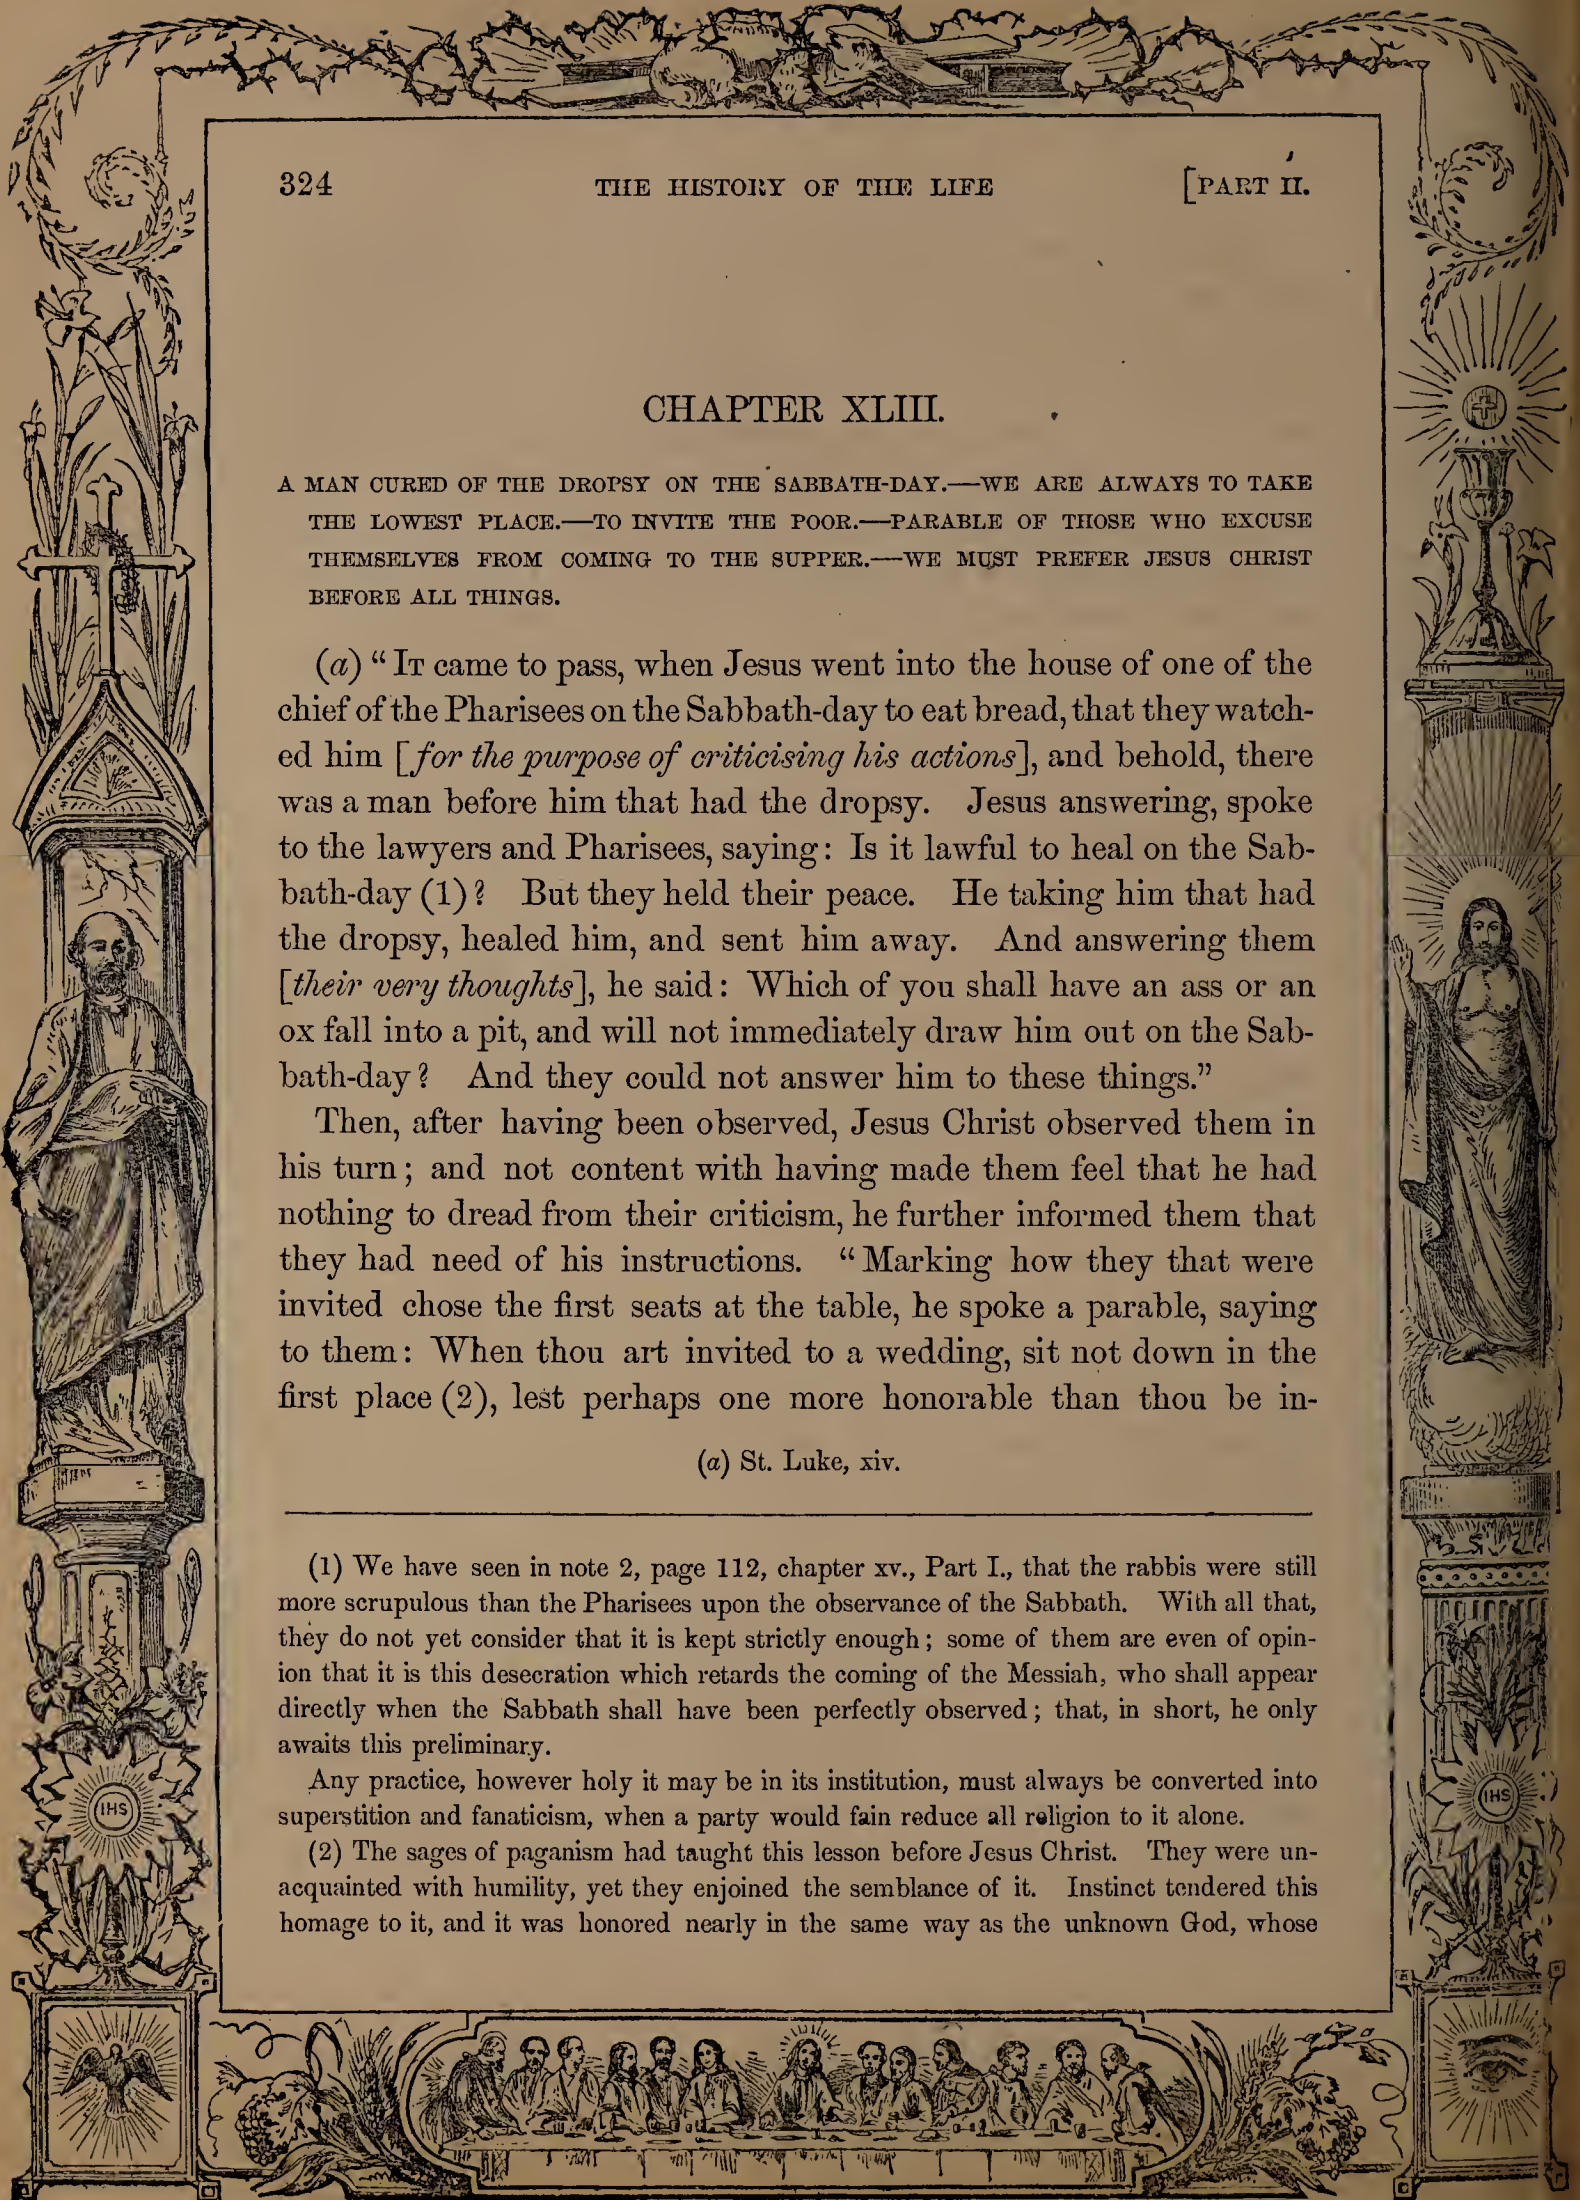 324 THE HISTORY OF THE LIFE [PART II.
CHAPTER XLIII.
A MAN CURED OF THE DROPSY ON THE SABBATH-DAY.—WE ARE ALWAYS TO TAKE
THE LOWEST PLACE.—TO INVITE THE POOR.—PARABLE OF THOSE WHO EXCUSE
THEMSELVES FROM COMING TO THE SUPPER.—WE MUST PREFER JESUS CHRIST
BEFORE ALL THINGS.
(a) “IT came to pass, when Jesus went into the house of one of the
chief of the Pharisees on the Sabbath-day to eat bread, that they watch-
ed him [for the purpose of criticising his actions], and behold, there
was a man before him that had the dropsy. Jesus answering, spoke
to the lawyers and Pharisees, saying: Is it lawful to heal on the Sab-
bath-day (1)? But they held their peace. He taking him that had
the dropsy, healed him, and sent him away. And answering them
[their very thoughts], he said: Which of you shall have an ass or an
ox fall into a pit, and will not immediately draw him out on the Sab-
bath-day? And they could not answer him to these things.”
Then, after having been observed, Jesus Christ observed them in
his turn; and not content with having made them feel that he had
nothing to dread from their criticism, he further informed them that
they had need of his instructions. “Marking how they that were
invited chose the first seats at the table, he spoke a parable, saying
to them: When thou art invited to a wedding, sit not down in the
first place (2), lest perhaps one more honorable than thou be in-
(a) St. Luke, xiv.
(1) We have seen in note 2, page 112, chapter xv., Part I., that the rabbis were still
more scrupulous than the Pharisees upon the observance of the Sabbath. With all that,
they do not yet consider that it is kept strictly enough; some of them are even of opin-
ion that it is this desecration which retards the coming of the Messiah, who shall appear
directly when the Sabbath shall have been perfectly observed; that, in short, he only
awaits this preliminary.
Any practice, however holy it may be in its institution, must always be converted into
superstition and fanaticism, when a party would fain reduce all religion to it alone.
IHS
IHS
(2) The sages of paganism had taught this lesson before Jesus Christ. They were un-
acquainted with humility, yet they enjoined the semblance of it. Instinct tendered this
homage to it, and it was honored nearly in the same way as the unknown God, whose